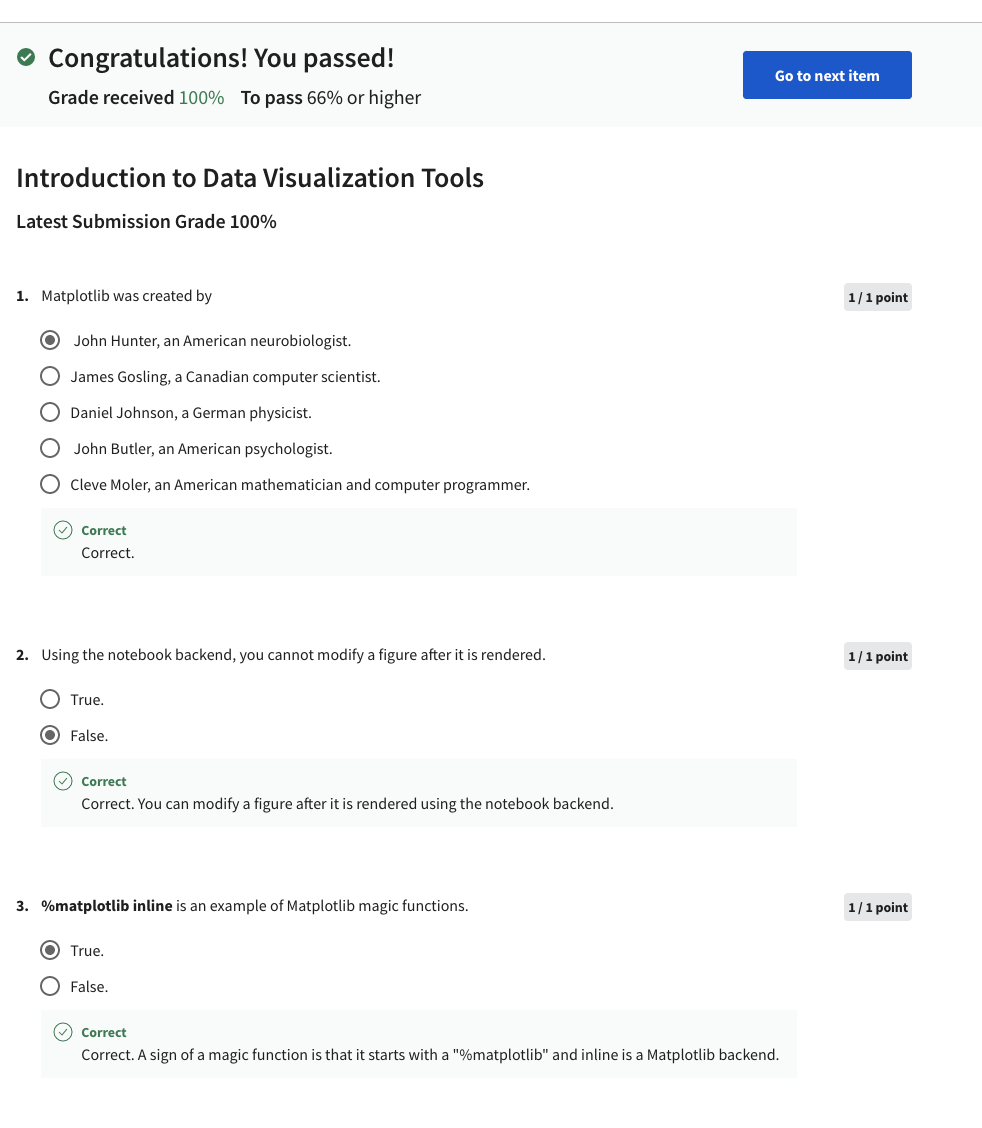 Congratulations! You passed!
Grade received 100% To pass 66% or higher
Go to next item
Introduction to Data Visualization Tools
Latest Submission Grade 100%
1. Matplotlib was created by
1 / 1 point
John Hunter, an American neurobiologist.
James Gosling, a Canadian computer scientist.
Daniel Johnson, a German physicist.
John Butler, an American psychologist.
Cleve Moler, an American mathematician and computer programmer.
Correct
Correct.
2. Using the notebook backend, you cannot modify a figure after it is rendered.
1 / 1 point
True.
False.
Correct
Correct. You can modify a figure after it is rendered using the notebook backend.
3. %matplotlib inline is an example of Matplotlib magic functions.
1 / 1 point
True.
False.
Correct
Correct. A sign of a magic function is that it starts with a "%matplotlib" and inline is a Matplotlib backend.